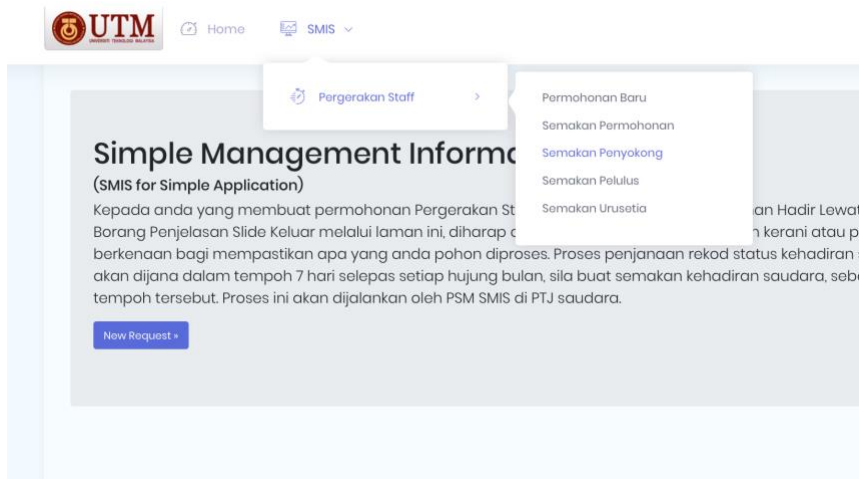 UTM
UNIVERSITI TEKNOLOGI MALAYSIA
Home
SMIS
Pergerakan Staff
Permohonan Baru
Semakan Permohonan
Semakan Penyokong
Semakan Pelulus
Semakan Urusetia
Simple Management Inform
(SMIS for Simple Application)
Kepada anda yang membuat permohonan Pergerakan St an Hadir Lewat
Borang Penjelasan Slide Keluar melalui laman ini, diharap kerani atau p
berkenaan bagi mempastikan apa yang anda pohon diproses. Proses penjanaan rekod status kehadiran
akan dijana dalam tempoh 7 hari selepas setiap hujung bulan, sila buat semakan kehadiran saudara, seb
tempoh tersebut. Proses ini akan dijalankan oleh PSM SMIS di PTJ saudara.
New Request »